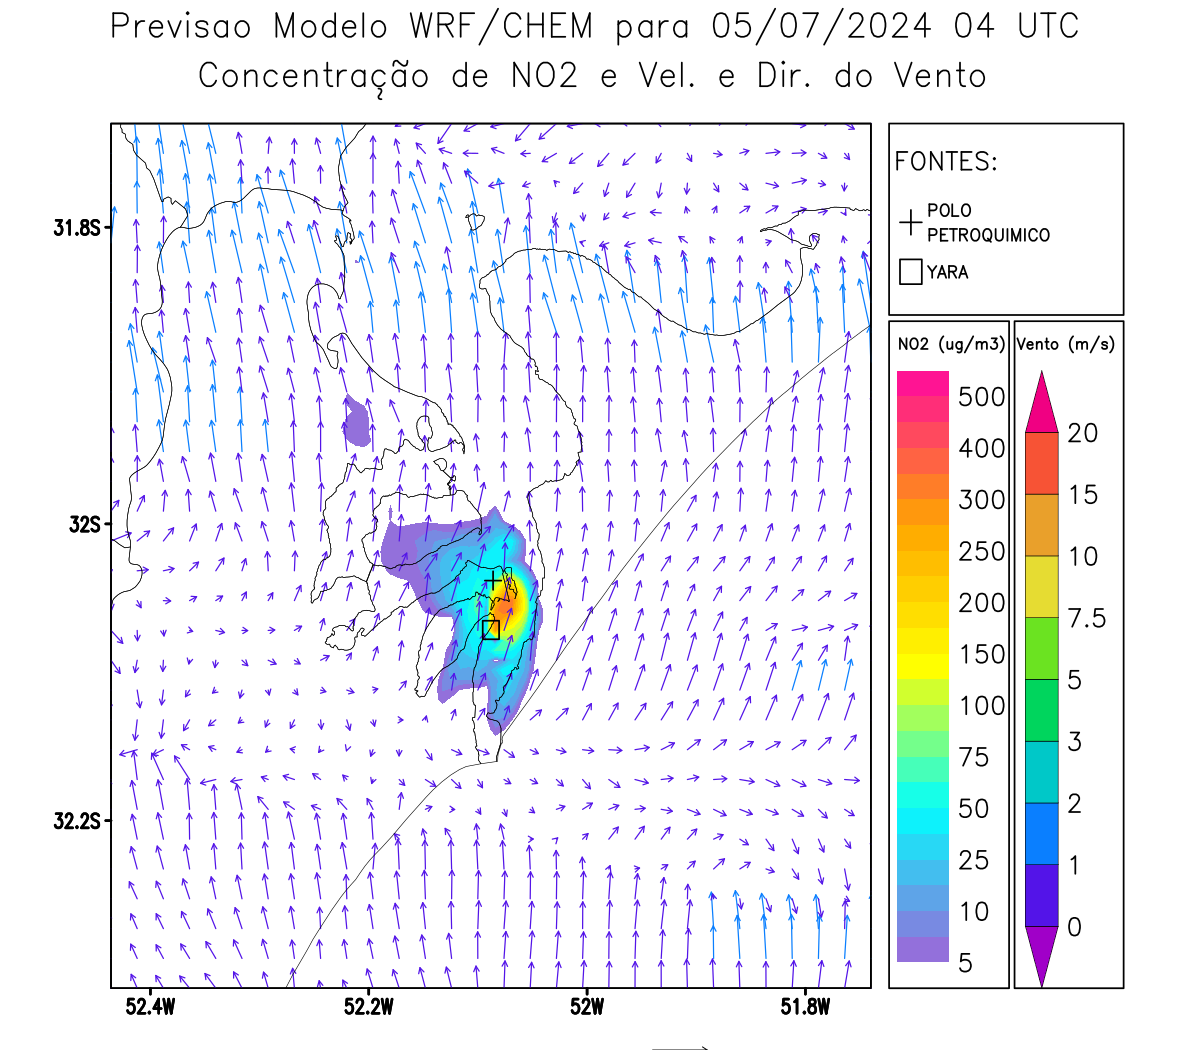 Previsao Modelo WRF/CHEM para 05/07/2024 04 UTC
Concentração de NO2 e Vel. e Dir. do Vento
FONTES:
POLO
PETROQUIMICO
YARA
NO2 (ug/m3)
500
400
300
250
200
150
100
75
50
25
10
5
Vento (m/s)
20
15
10
7.5
5
3
2
1
0
31.8S
32S
32.2S
52.4W
52.2W
52W
51.8W